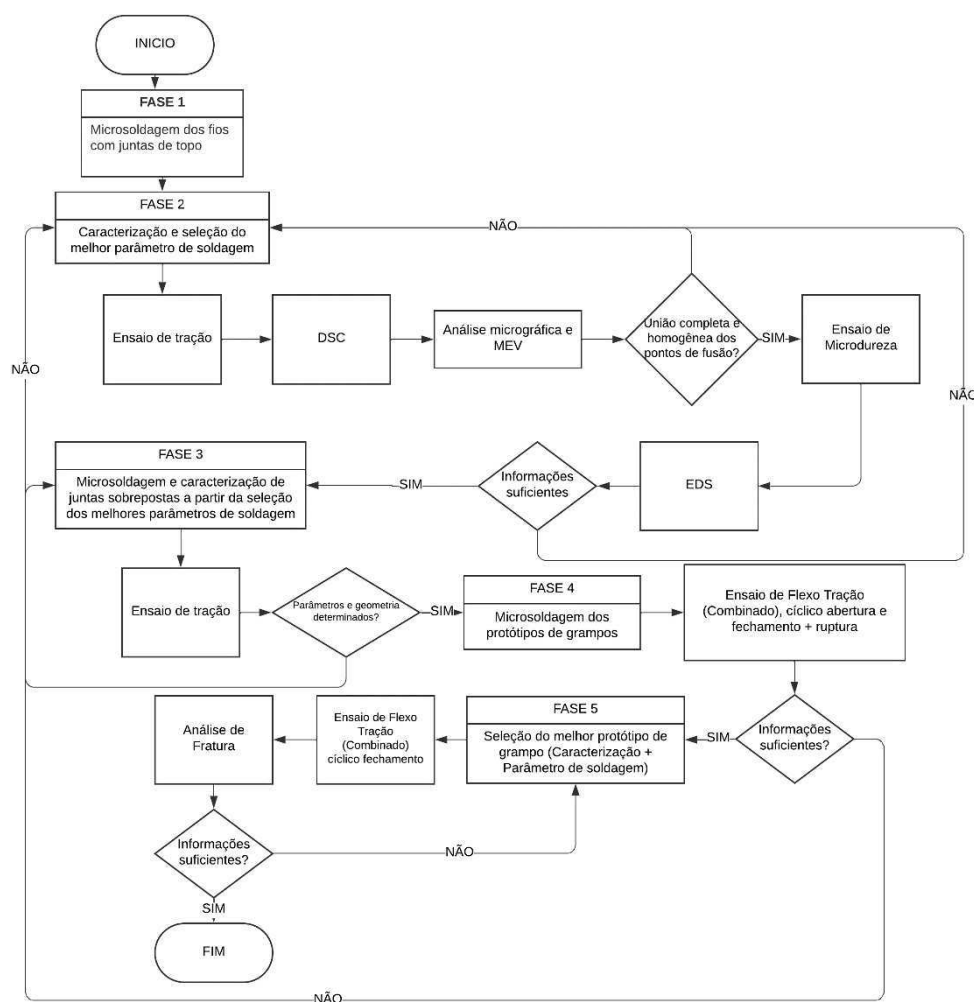 INICIO
FASE 1
Microsoldagem dos fios
com juntas de topo
FASE 2
Caracterização e seleção do
melhor parâmetro de soldagem
NÃO
Ensaio de tração
DSC
Análise micrográfica e
MEV
União completa e
homogênea dos
pontos de fusão?
SIM
Ensaio de
Microdureza
NÃO
NÃO
FASE 3
Microsoldagem e caracterização de
juntas sobrepostas a partir da seleção
dos melhores parâmetros de soldagem
SIM
Informações
suficientes
EDS
Ensaio de tração
Parâmetros e geometria
determinados?
SIM
FASE 4
Microsoldagem dos
protótipos de grampos
Ensaio de Flexo Tração
(Combinado), cíclico abertura e
fechamento + ruptura
Análise de
Fratura
Ensaio de Flexo
Tração
(Combinado)
cíclico fechamento
FASE 5
Seleção do melhor protótipo de
grampo (Caracterização +
Parâmetro de soldagem)
SIM
Informações
suficientes?
Informações
suficientes?
NÃO
SIM
FIM
NÃO